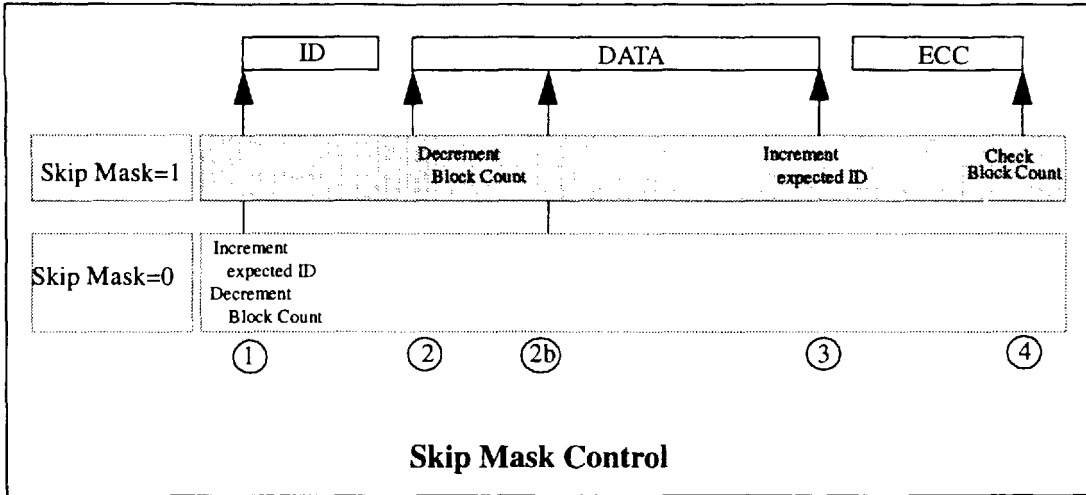 ID DATA ECC
Skip Mask=1
Decrement
Block Count
Increment
expected ID
Check
Block Count
Skip Mask=0
Increment
expected ID
Decrement
Block Count
1 2 2b 3 4
Skip Mask Control